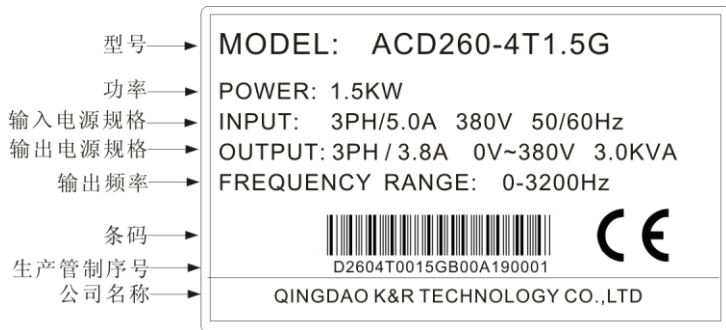 型号 MODEL: ACD260-4T1.5G
功率 POWER: 1.5KW
输入电源规格 INPUT: 3PH/5.0A 380V 50/60Hz
输出电源规格 OUTPUT: 3PH / 3.8A 0V~380V 3.0KVA
输出频率 FREQUENCY RANGE: 0-3200Hz
条码 CE
生产管制序号 D2604T0015GB00A190001
公司名称 QINGDAO K&R TECHNOLOGY CO.,LTD